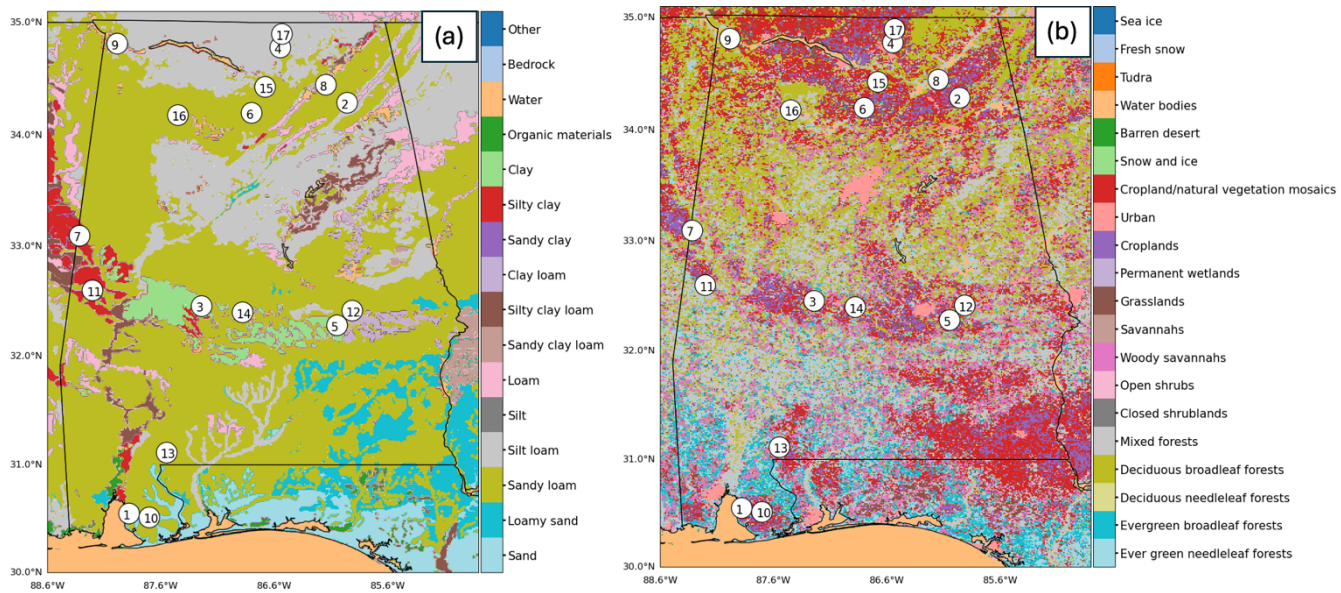 (a)
35.0°N
34.0°N
33.0°N
32.0°N
31.0°N
30.0°N
88.6°W
87.6°W
86.6°W
85.6°W
9
17
4
8
15
2
6
16
7
11
3
14
12
5
13
1
10
Other
Bedrock
Water
Organic materials
Clay
Silty clay
Sandy clay
Clay loam
Silty clay loam
Sandy clay loam
Loam
Silt
Silt loam
Sandy loam
Loamy sand
Sand
(b)
35.0°N
34.0°N
33.0°N
32.0°N
31.0°N
30.0°N
88.6°W
87.6°W
86.6°W
85.6°W
9
17
4
8
15
2
6
16
7
11
3
14
12
5
13
1
10
Sea ice
Fresh snow
Tudra
Water bodies
Barren desert
Snow and ice
Cropland/natural vegetation mosaics
Urban
Croplands
Permanent wetlands
Grasslands
Savannahs
Woody savannahs
Open shrubs
Closed shrublands
Mixed forests
Deciduous broadleaf forests
Deciduous needleleaf forests
Evergreen broadleaf forests
Ever green needleleaf forests